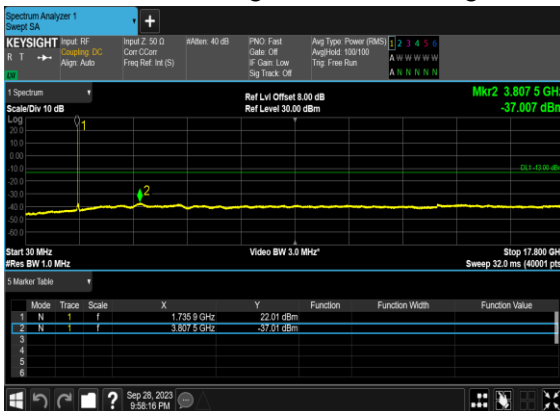 Spectrum Analyzer 1
Swept SA
KEYSIGHT Input: RF Input Z: 50 Ω #Atten: 40 dB PNO: Fast Avg Type: Power (RMS) 1 2 3 4 5 6
R T Coupling: DC Corr CCorr Gate: Off Avg|Hold: 100/100 A W W W W W
Align: Auto Freq Ref: Int (S) IF Gain: Low Trig: Free Run
LV Sig Track: Off A N N N N N
1 Spectrum Ref Lvl Offset 8.00 dB Mkr2 3.807 5 GHz
Scale/Div 10 dB Ref Level 30.00 dBm -37.007 dBm
Log
20.0 1
10.0
0.00
-10.0 DL1 -13.00 dBm
-20.0
-30.0 2
-40.0
-50.0
-60.0
Start 30 MHz Video BW 3.0 MHz* Stop 17.800 GH
#Res BW 1.0 MHz Sweep 32.0 ms (40001 pts
5 Marker Table
Mode Trace Scale X Y Function Function Width Function Value
1 N 1 f 1.735 9 GHz 22.01 dBm
2 N 1 f 3.807 5 GHz -37.01 dBm
3
4
5
6
? Sep 28, 2023
9:58:16 PM